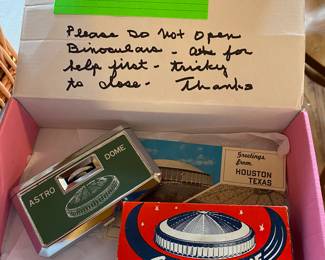 Please Do Not Open
Binoculars - Ask for
help first - tricky
to close - Thanks
ASTRO DOME
Greetings
from
HOUSTON
TEXAS